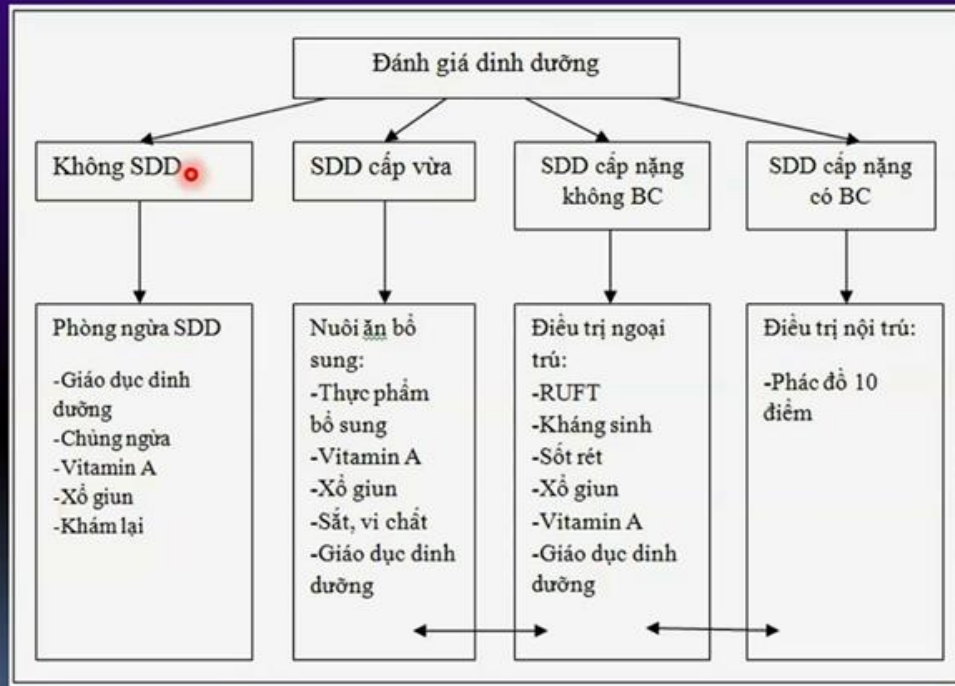 Đánh giá dinh dưỡng
Không SDD
SDD cấp vừa
SDD cấp nặng
không BC
SDD cấp nặng
có BC
Phòng ngừa SDD
-Giáo dục dinh
dưỡng
-Chủng ngừa
-Vitamin A
-Xổ giun
-Khám lại
Nuôi ăn bổ
sung:
-Thực phẩm
bổ sung
-Vitamin A
-Xổ giun
-Sắt, vi chất
-Giáo dục dinh
dưỡng
Điều trị ngoại
trú:
-RUFT
-Kháng sinh
-Sốt rét
-Xổ giun
-Vitamin A
-Giáo dục dinh
dưỡng
Điều trị nội trú:
-Phác đồ 10
điểm